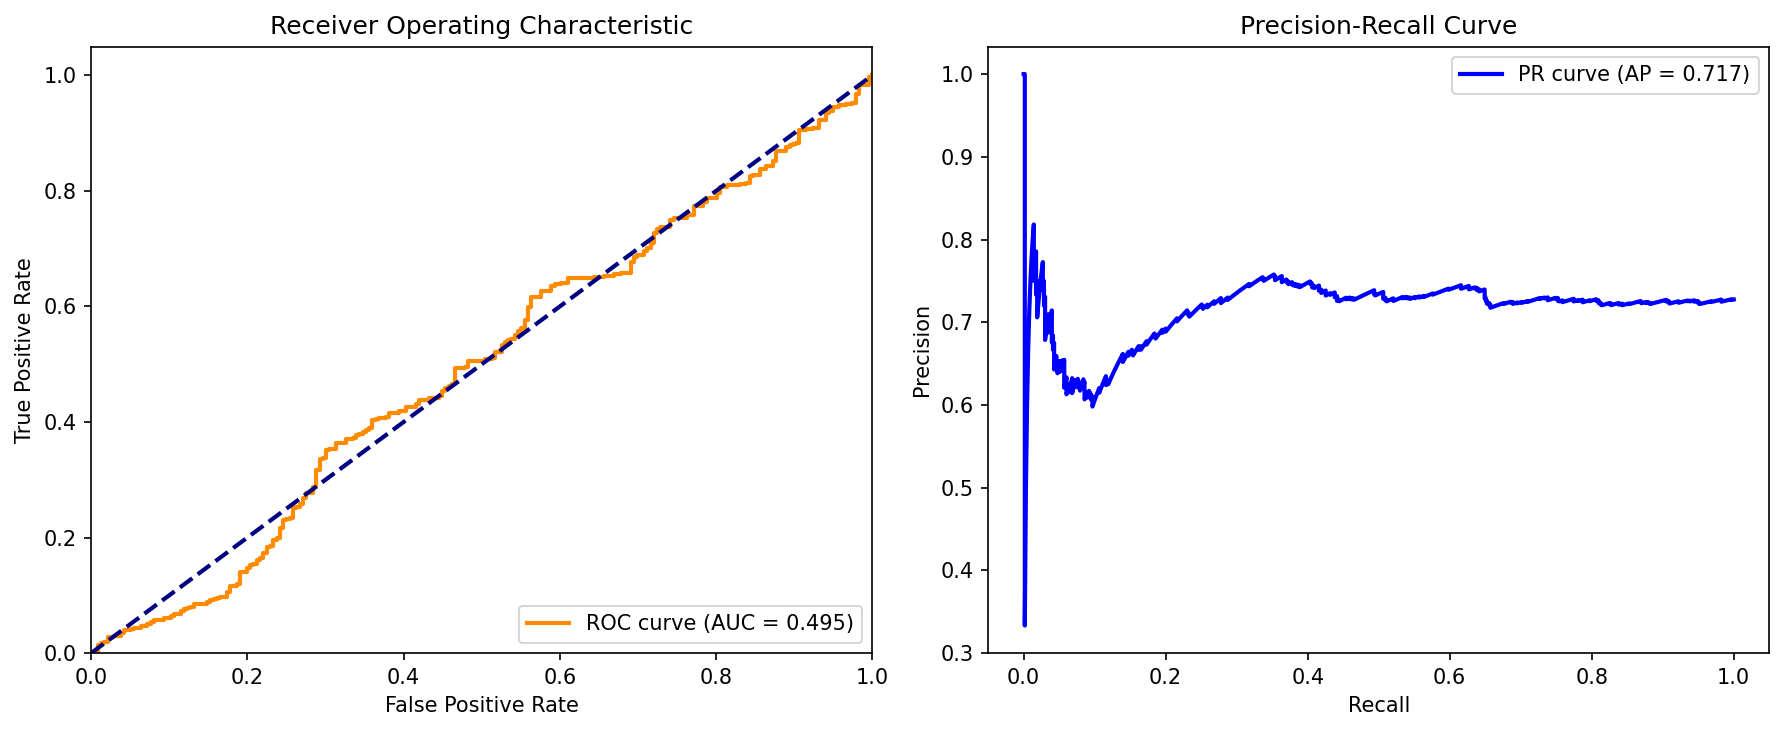 Receiver Operating Characteristic
1.0
0.8
0.6
0.4
0.2
0.0
True Positive Rate
0.0 0.2 0.4 0.6 0.8 1.0
False Positive Rate
ROC curve (AUC = 0.495)
Precision-Recall Curve
1.0
0.9
0.8
0.7
0.6
0.5
0.4
0.3
Precision
0.0 0.2 0.4 0.6 0.8 1.0
Recall
PR curve (AP = 0.717)